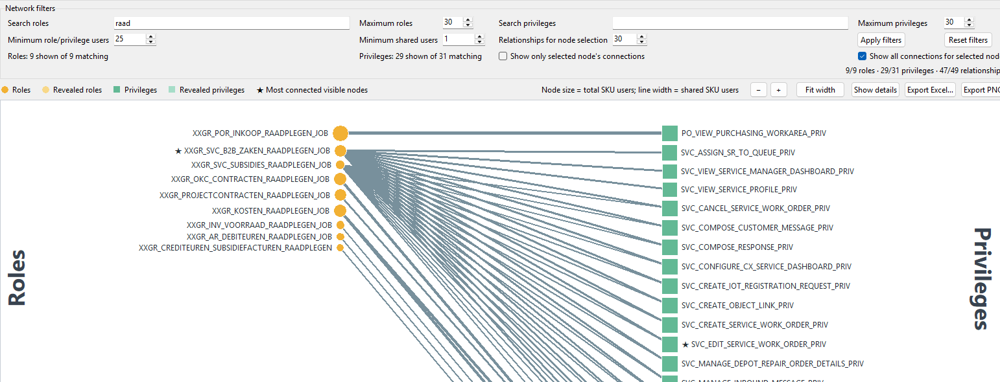 Network filters
Search roles raad Maximum roles 30 Search privileges Maximum privileges 30
Minimum role/privilege users 25 Minimum shared users 1 Relationships for node selection 30 Apply filters Reset filters
Roles: 9 shown of 9 matching Privileges: 29 shown of 31 matching Show only selected node's connections Show all connections for selected nod
9/9 roles · 29/31 privileges · 47/49 relationship
Roles Revealed roles Privileges Revealed privileges ★ Most connected visible nodes Node size = total SKU users; line width = shared SKU users − + Fit width Show details Export Excel... Export PNG
XXGR_POR_INKOOP_RAADPLEGEN_JOB
★ XXGR_SVC_B2B_ZAKEN_RAADPLEGEN_JOB
XXGR_SVC_SUBSIDIES_RAADPLEGEN_JOB
XXGR_OKC_CONTRACTEN_RAADPLEGEN_JOB
XXGR_PROJECTCONTRACTEN_RAADPLEGEN_JOB
XXGR_KOSTEN_RAADPLEGEN_JOB
XXGR_INV_VOORRAAD_RAADPLEGEN_JOB
XXGR_AR_DEBITEUREN_RAADPLEGEN_JOB
XXGR_CREDITEUREN_SUBSIDIEFACTUREN_RAADPLEGEN
Roles
PO_VIEW_PURCHASING_WORKAREA_PRIV
SVC_ASSIGN_SR_TO_QUEUE_PRIV
SVC_VIEW_SERVICE_MANAGER_DASHBOARD_PRIV
SVC_VIEW_SERVICE_PROFILE_PRIV
SVC_CANCEL_SERVICE_WORK_ORDER_PRIV
SVC_COMPOSE_CUSTOMER_MESSAGE_PRIV
SVC_COMPOSE_RESPONSE_PRIV
SVC_CONFIGURE_CX_SERVICE_DASHBOARD_PRIV
SVC_CREATE_IOT_REGISTRATION_REQUEST_PRIV
SVC_CREATE_OBJECT_LINK_PRIV
SVC_CREATE_SERVICE_WORK_ORDER_PRIV
★ SVC_EDIT_SERVICE_WORK_ORDER_PRIV
SVC_MANAGE_DEPOT_REPAIR_ORDER_DETAILS_PRIV
SVC_MANAGE_INBOUND_MESSAGE_PRIV
Privileges